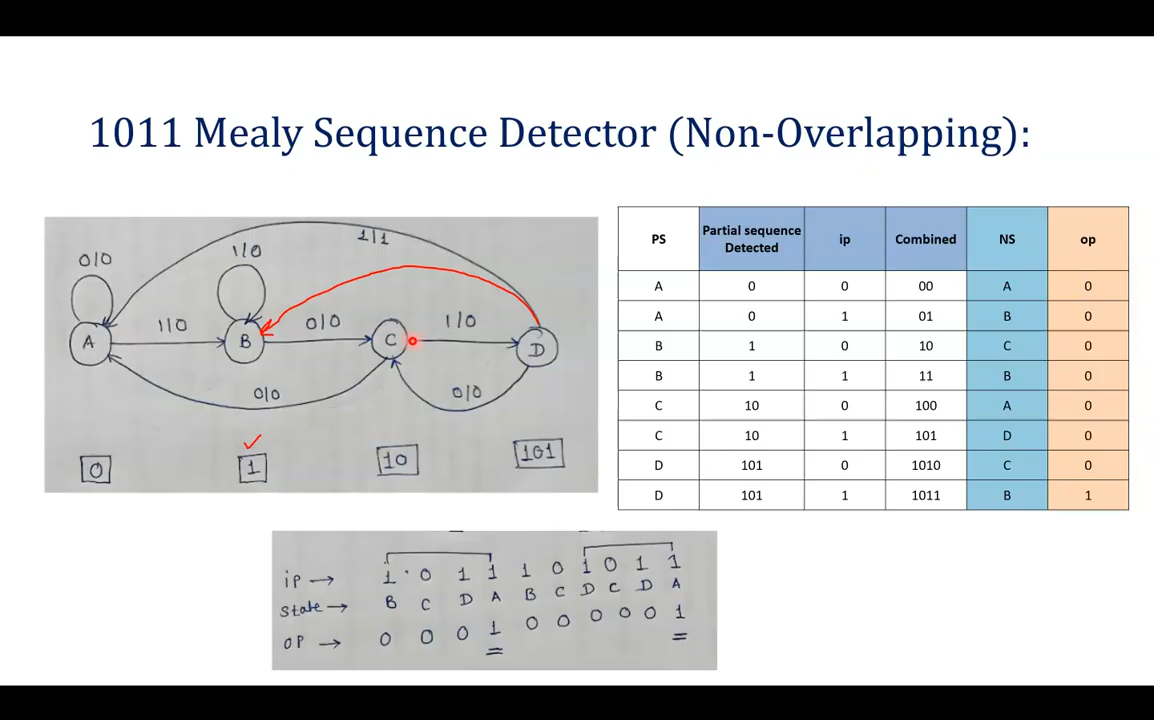 1011 Mealy Sequence Detector (Non-Overlapping):
1|1
0|0
1|0
1|0
0|0
1|0
A
B
C
D
0|0
0|0
0
1
10
101
PS Partial sequence Detected ip Combined NS op
A 0 0 00 A 0
A 0 1 01 B 0
B 1 0 10 C 0
B 1 1 11 B 0
C 10 0 100 A 0
C 10 1 101 D 0
D 101 0 1010 C 0
D 101 1 1011 B 1
ip → 1 0 1 1 1 0 1 0 1 1
State → B C D A B C D C D A
OP → 0 0 0 1 0 0 0 0 0 1